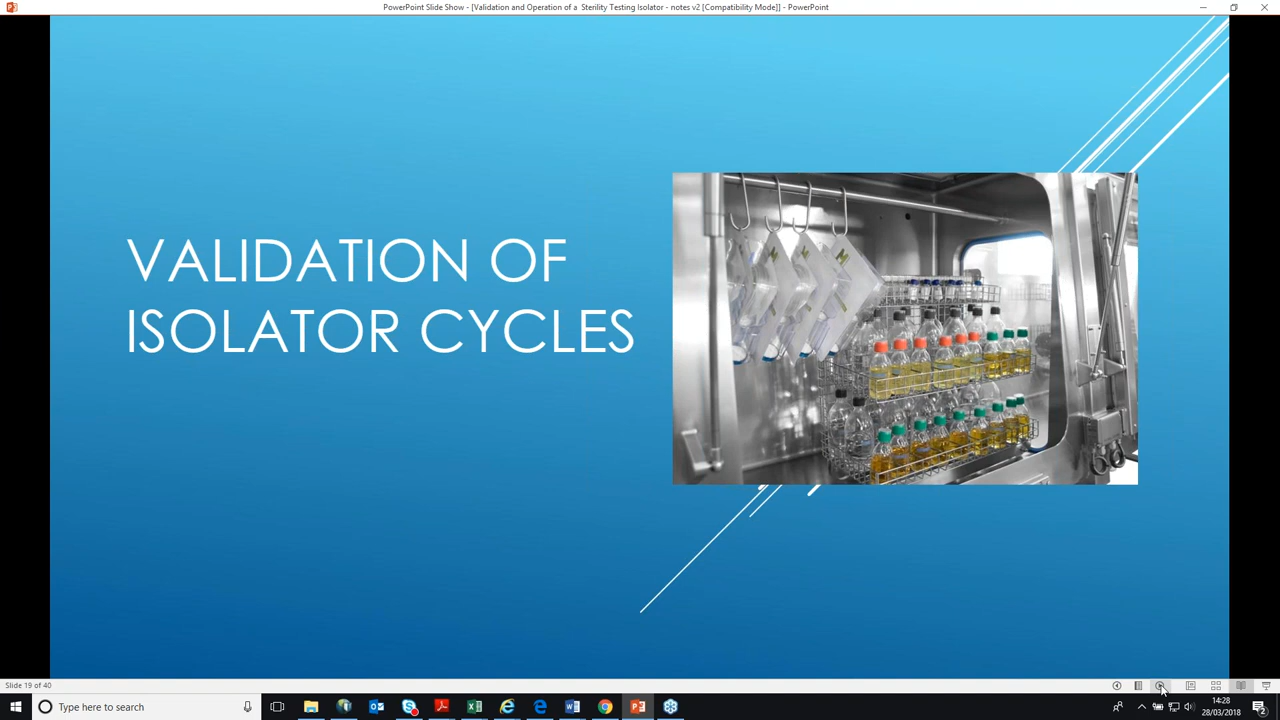 PowerPoint Slide Show - [Validation and Operation of a Sterility Testing Isolator - notes v2 [Compatibility Mode]] - PowerPoint
VALIDATION OF
ISOLATOR CYCLES
Slide 19 of 40
Type here to search
14:28
28/03/2018
2